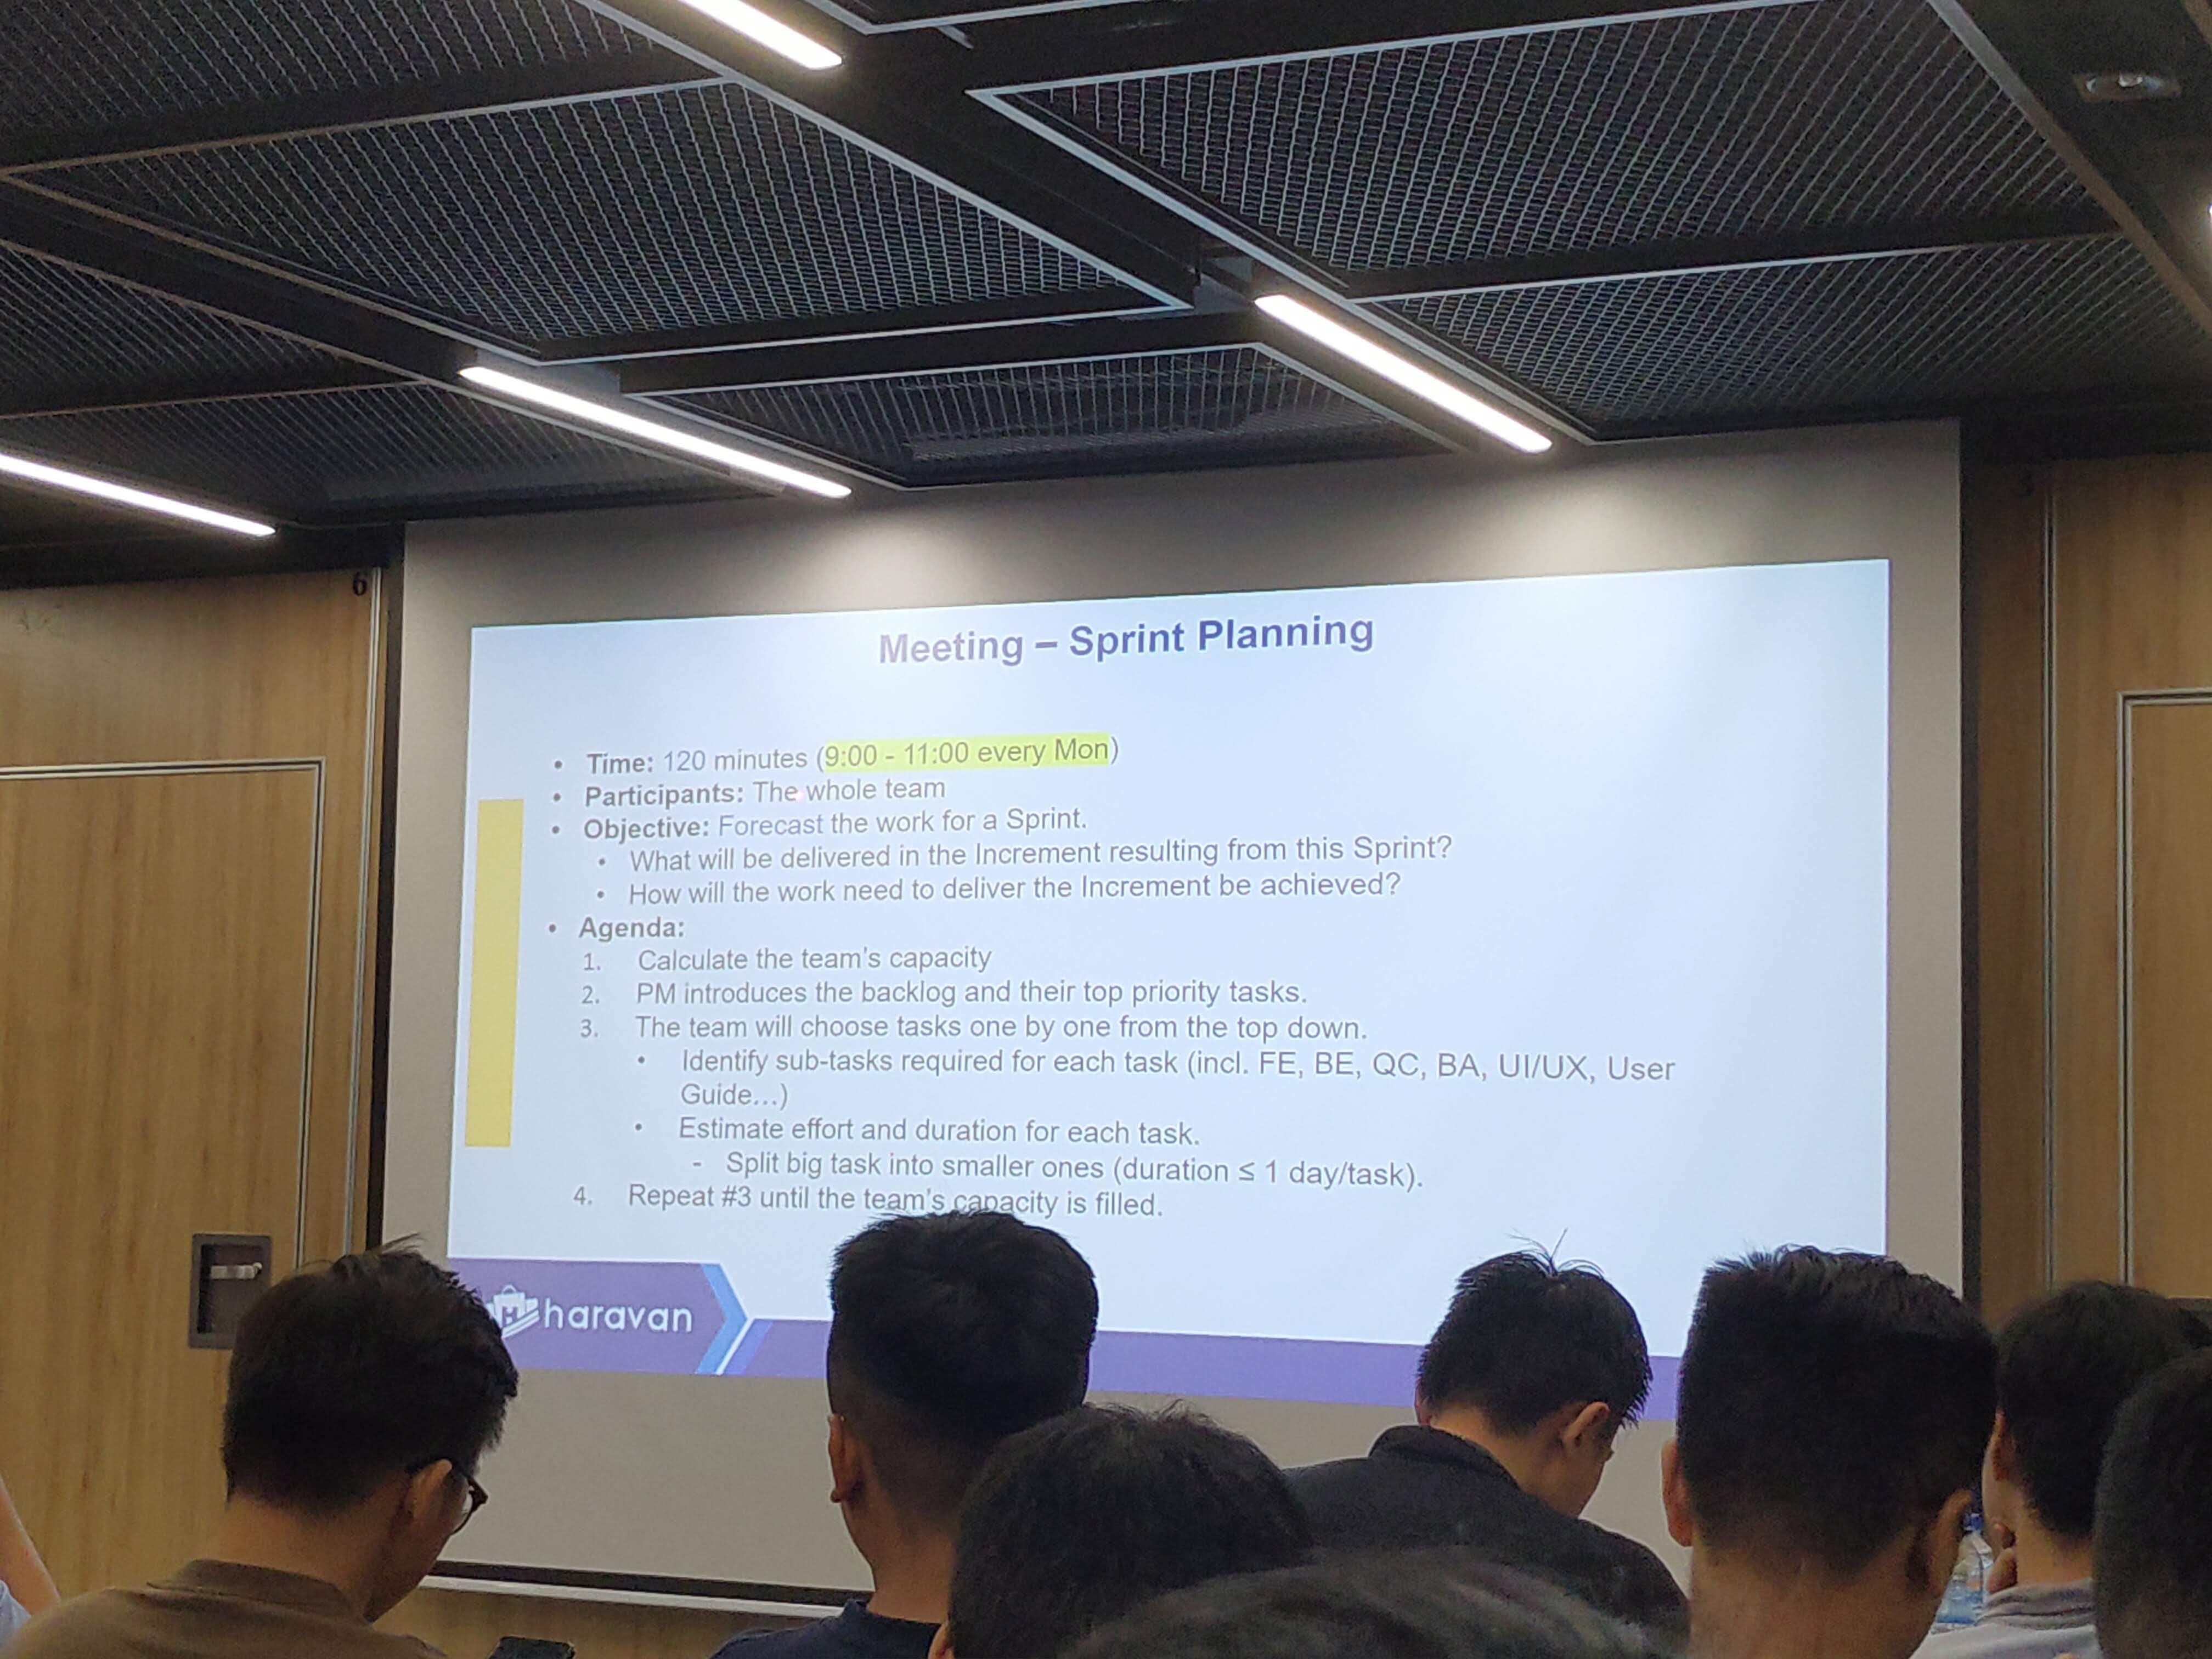 6
3
Meeting – Sprint Planning
• Time: 120 minutes (9:00 - 11:00 every Mon)
• Participants: The whole team
• Objective: Forecast the work for a Sprint.
• What will be delivered in the Increment resulting from this Sprint?
• How will the work need to deliver the Increment be achieved?
• Agenda:
1. Calculate the team's capacity
2. PM introduces the backlog and their top priority tasks.
3. The team will choose tasks one by one from the top down.
• Identify sub-tasks required for each task (incl. FE, BE, QC, BA, UI/UX, User
Guide...)
• Estimate effort and duration for each task.
- Split big task into smaller ones (duration ≤ 1 day/task).
4. Repeat #3 until the team's capacity is filled.
H haravan